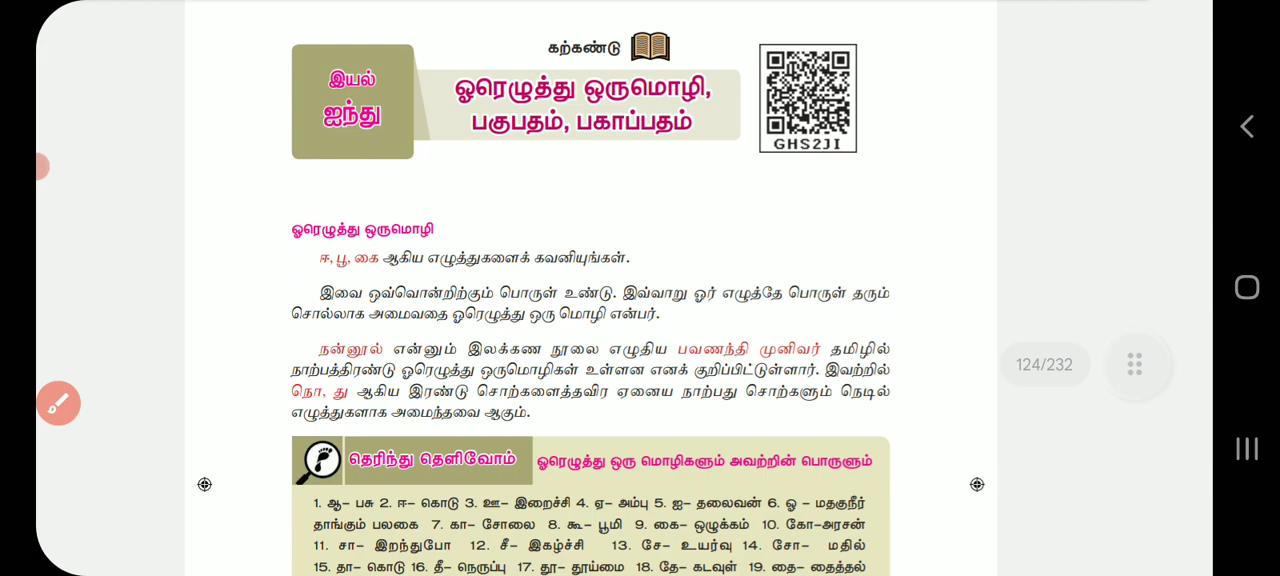 கற்கண்டு
இயல்
ஐந்து
ஓரெழுத்து ஒருமொழி,
பகுபதம், பகாப்பதம்
GHS2JI
ஓரெழுத்து ஒருமொழி
ஈ, பூ, கை ஆகிய எழுத்துகளைக் கவனியுங்கள்.
இவை ஒவ்வொன்றிற்கும் பொருள் உண்டு. இவ்வாறு ஓர் எழுத்தே பொருள் தரும்
சொல்லாக அமைவதை ஓரெழுத்து ஒரு மொழி என்பர்.
நன்னூல் என்னும் இலக்கண நூலை எழுதிய பவணந்தி முனிவர் தமிழில்
நாற்பத்திரண்டு ஓரெழுத்து ஒருமொழிகள் உள்ளன எனக் குறிப்பிட்டுள்ளார். இவற்றில்
நொ, து ஆகிய இரண்டு சொற்களைத்தவிர ஏனைய நாற்பது சொற்களும் நெடில்
எழுத்துகளாக அமைந்தவை ஆகும்.
124/232
தெரிந்து தெளிவோம்
ஓரெழுத்து ஒரு மொழிகளும் அவற்றின் பொருளும்
1. ஆ– பசு 2. ஈ– கொடு 3. ஊ– இறைச்சி 4. ஏ– அம்பு 5. ஐ– தலைவன் 6. ஓ – மதகுநீர்
தாங்கும் பலகை 7. கா– சோலை 8. கூ– பூமி 9. கை– ஒழுக்கம் 10. கோ–அரசன்
11. சா– இறந்துபோ 12. சீ– இகழ்ச்சி 13. சே– உயர்வு 14. சோ– மதில்
15. தா– கொடு 16. தீ– நெருப்பு 17. தூ– தூய்மை 18. தே– கடவுள் 19. தை– தைத்தல்